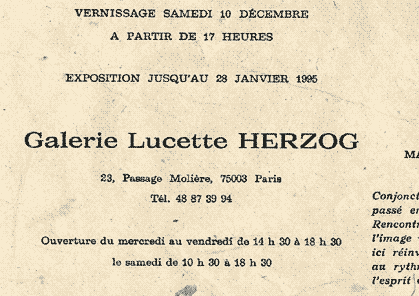 VERNISSAGE SAMEDI 10 DÉCEMBRE
A PARTIR DE 17 HEURES
EXPOSITION JUSQU'AU 28 JANVIER 1995
Galerie Lucette HERZOG
23, Passage Molière, 75003 Paris
Tél. 48 87 39 94
Ouverture du mercredi au vendredi de 14 h 30 à 18 h 30
le samedi de 10 h 30 à 18 h 30
MA
Conjonct
passé en
Rencontr
l'image
ici réinv
au rythm
l'esprit